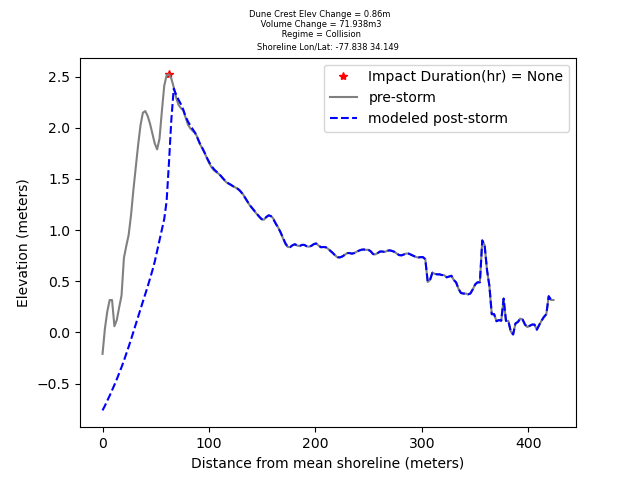 Dune Crest Elev Change = 0.86m
Volume Change = 71.938m3
Regime = Collision
Shoreline Lon/Lat: -77.838 34.149
Impact Duration(hr) = None
pre-storm
modeled post-storm
Elevation (meters)
2.5
2.0
1.5
1.0
0.5
0.0
−0.5
0 100 200 300 400
Distance from mean shoreline (meters)